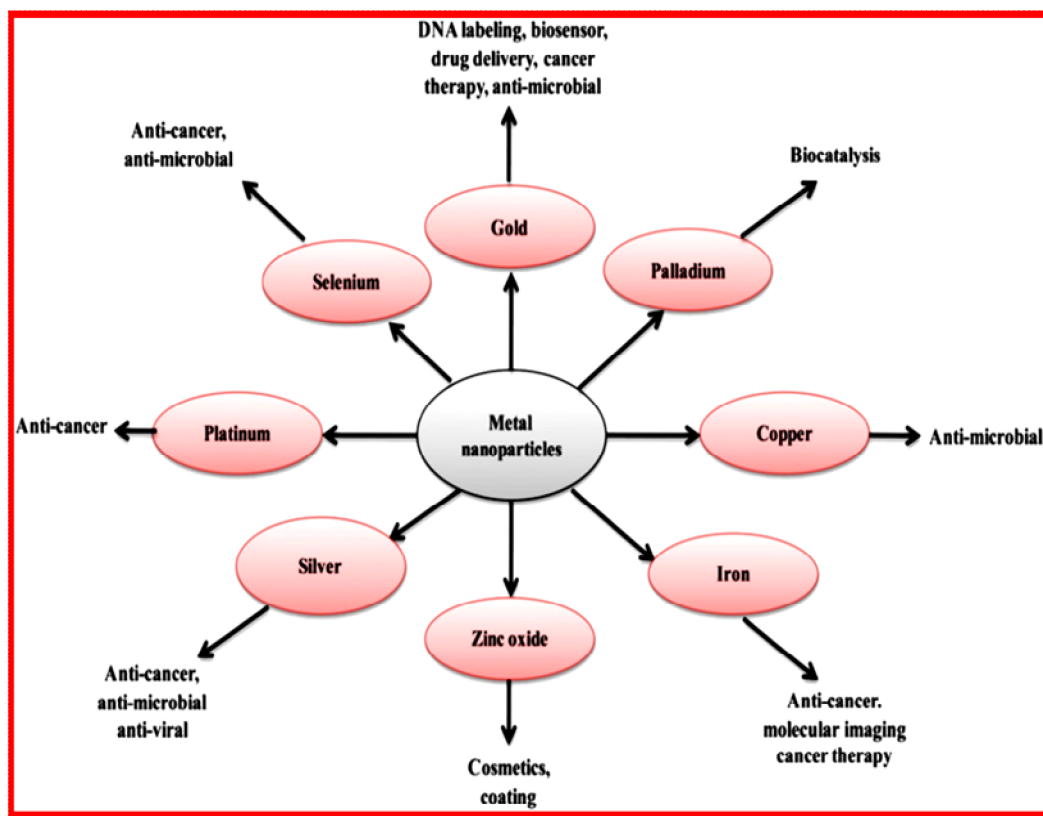 DNA labeling, biosensor,
drug delivery, cancer
therapy, anti-microbial
Anti-cancer,
anti-microbial
Biocatalysis
Gold
Selenium
Palladium
Anti-cancer
Platinum
Metal
nanoparticles
Copper
Anti-microbial
Silver
Iron
Zinc oxide
Anti-cancer,
anti-microbial
anti-viral
Anti-cancer.
molecular imaging
cancer therapy
Cosmetics,
coating